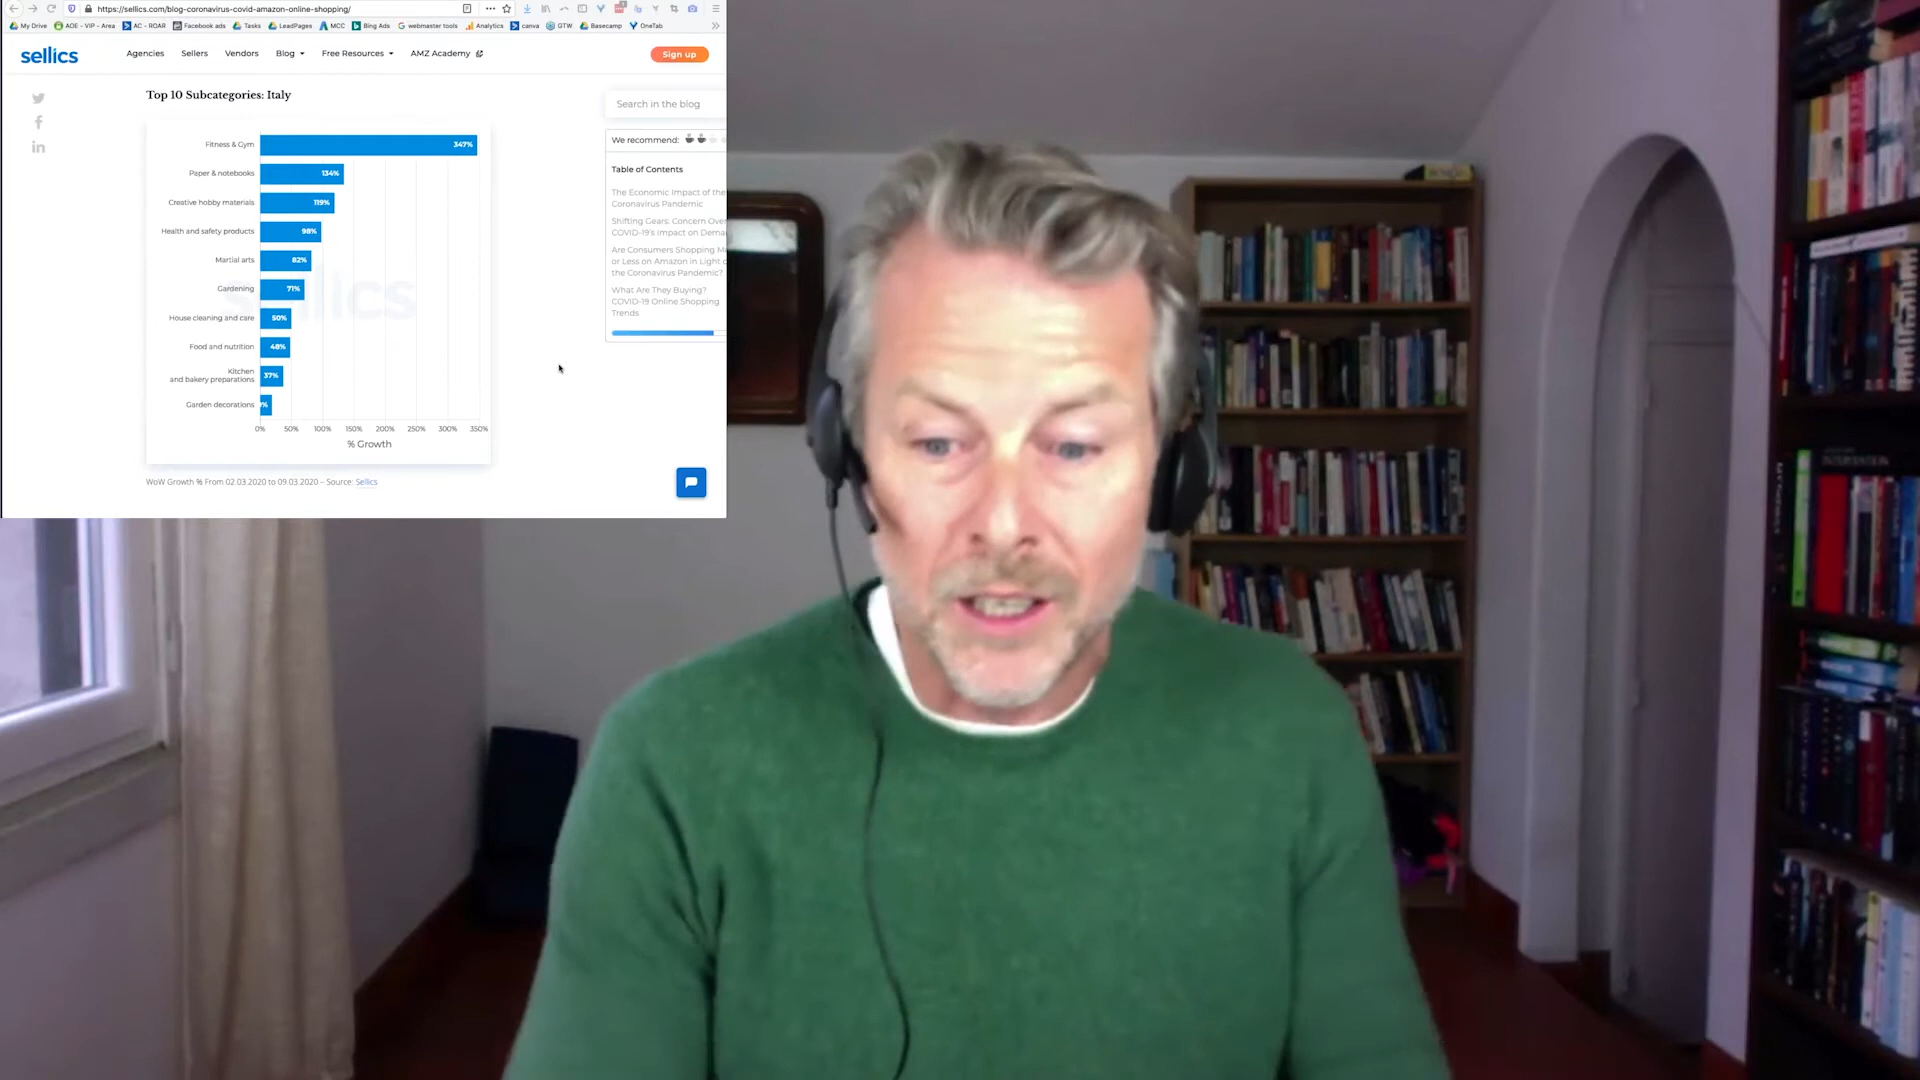 https://sellics.com/blog-coronavirus-covid-amazon-online-shopping/
My Drive AOE - VIP - Area AC - ROAR Facebook ads Tasks LeadPages MCC Bing Ads webmaster tools Analytics canva GTW Basecamp OneTab
sellics Agencies Sellers Vendors Blog Free Resources AMZ Academy Sign up
Top 10 Subcategories: Italy
Fitness & Gym 347%
Paper & notebooks 134%
Creative hobby materials 119%
Health and safety products 98%
Martial arts 82%
Gardening 71%
House cleaning and care 50%
Food and nutrition 48%
Kitchen
and bakery preparations 37%
Garden decorations
0% 50% 100% 150% 200% 250% 300% 350%
% Growth
WoW Growth % From 02.03.2020 to 09.03.2020 – Source: Sellics
Search in the blog
We recommend:
Table of Contents
The Economic Impact of the
Coronavirus Pandemic
Shifting Gears: Concern Over
COVID-19's Impact on
Are Consumers Shopping
or Less on Amazon in Light
the Coronavirus Pandemic?
What Are They Buying?
COVID-19 Online Shopping
Trends